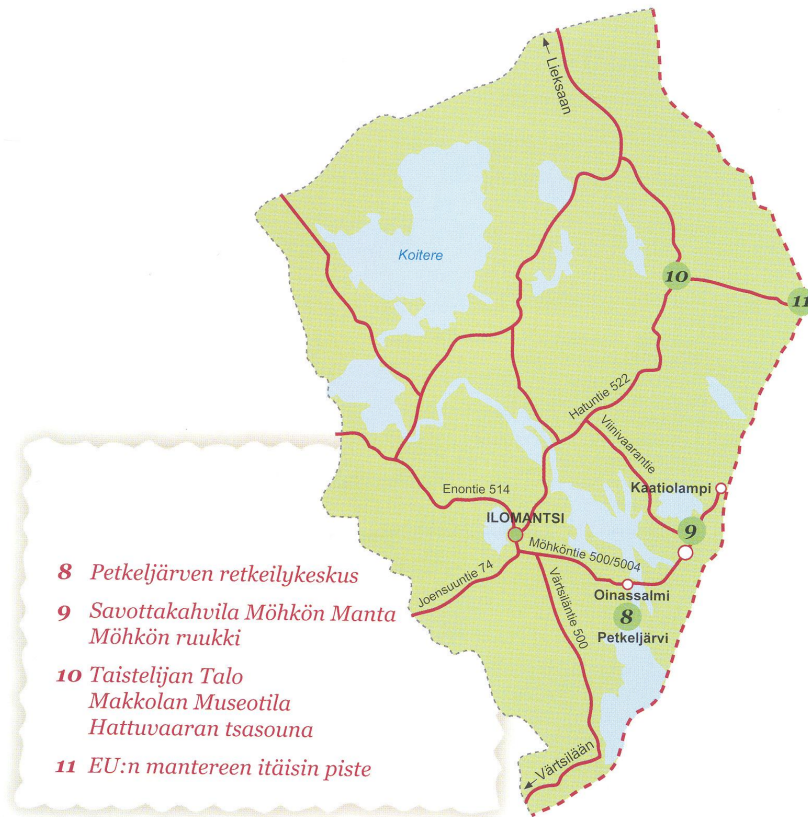 Lieksaan
Koitere
10
11
Hatuntie 522
Viinivaarantie
Kaatiolampi
Enontie 514
ILOMANTSI
9
Möhköntie 500/5004
Joensuuntie 74
Värtsiläntie 500
Oinassalmi
8
Petkeljärvi
Värtsilään
8 Petkeljärven retkeilykeskus
9 Savottakahvila Möhkön Manta
Möhkön ruukki
10 Taistelijan Talo
Makkolan Museotila
Hattuvaaran tsasouna
11 EU:n mantereen itäisin piste